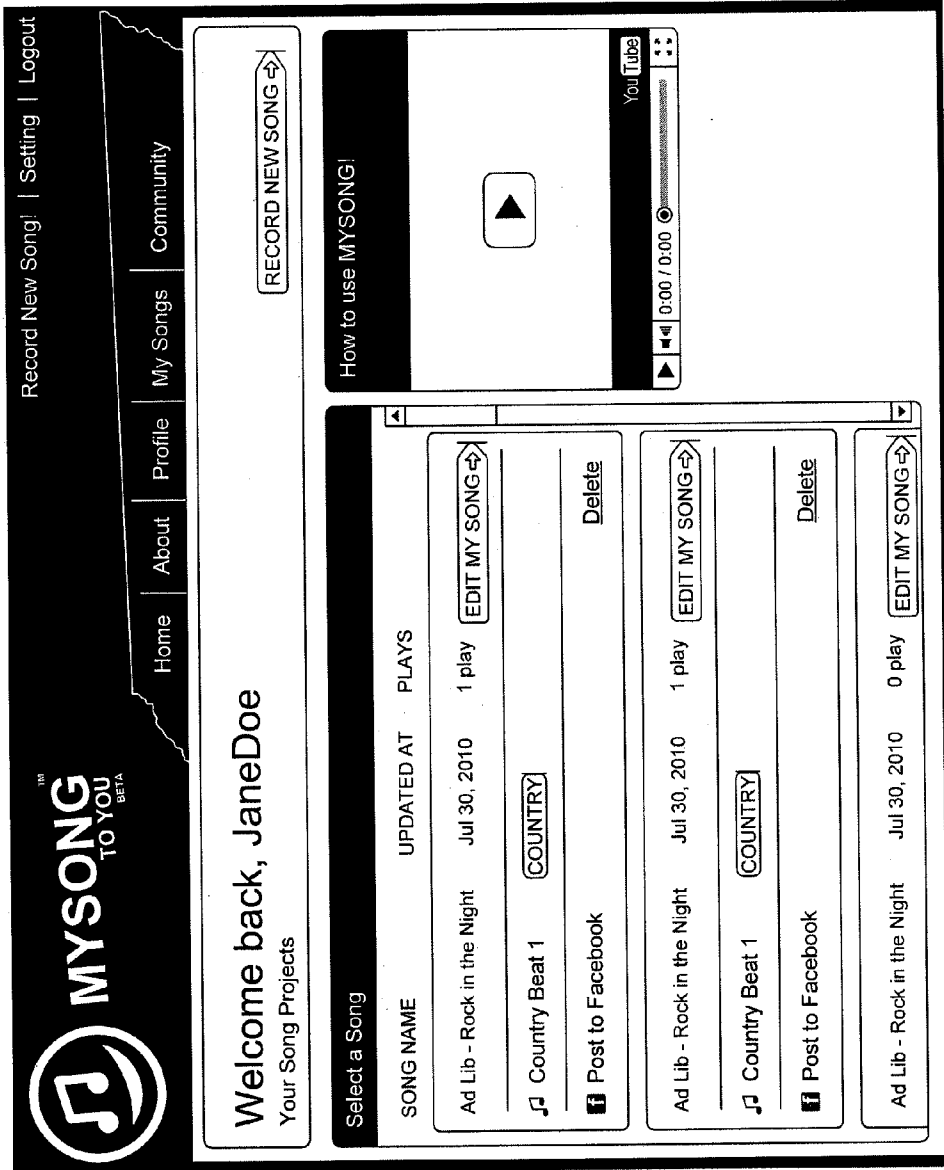 Record New Song! | Setting | Logout
MYSONG™
TO YOU
BETA
Home | About | Profile | My Songs | Community
Welcome back, JaneDoe
Your Song Projects
RECORD NEW SONG
Select a Song
SONG NAME UPDATED AT PLAYS
Ad Lib - Rock in the Night Jul 30, 2010 1 play EDIT MY SONG
Country Beat 1 COUNTRY
f Post to Facebook Delete
Ad Lib - Rock in the Night Jul 30, 2010 1 play EDIT MY SONG
Country Beat 1 COUNTRY
f Post to Facebook Delete
Ad Lib - Rock in the Night Jul 30, 2010 0 play EDIT MY SONG
How to use MYSONG!
YouTube
0:00 / 0:00